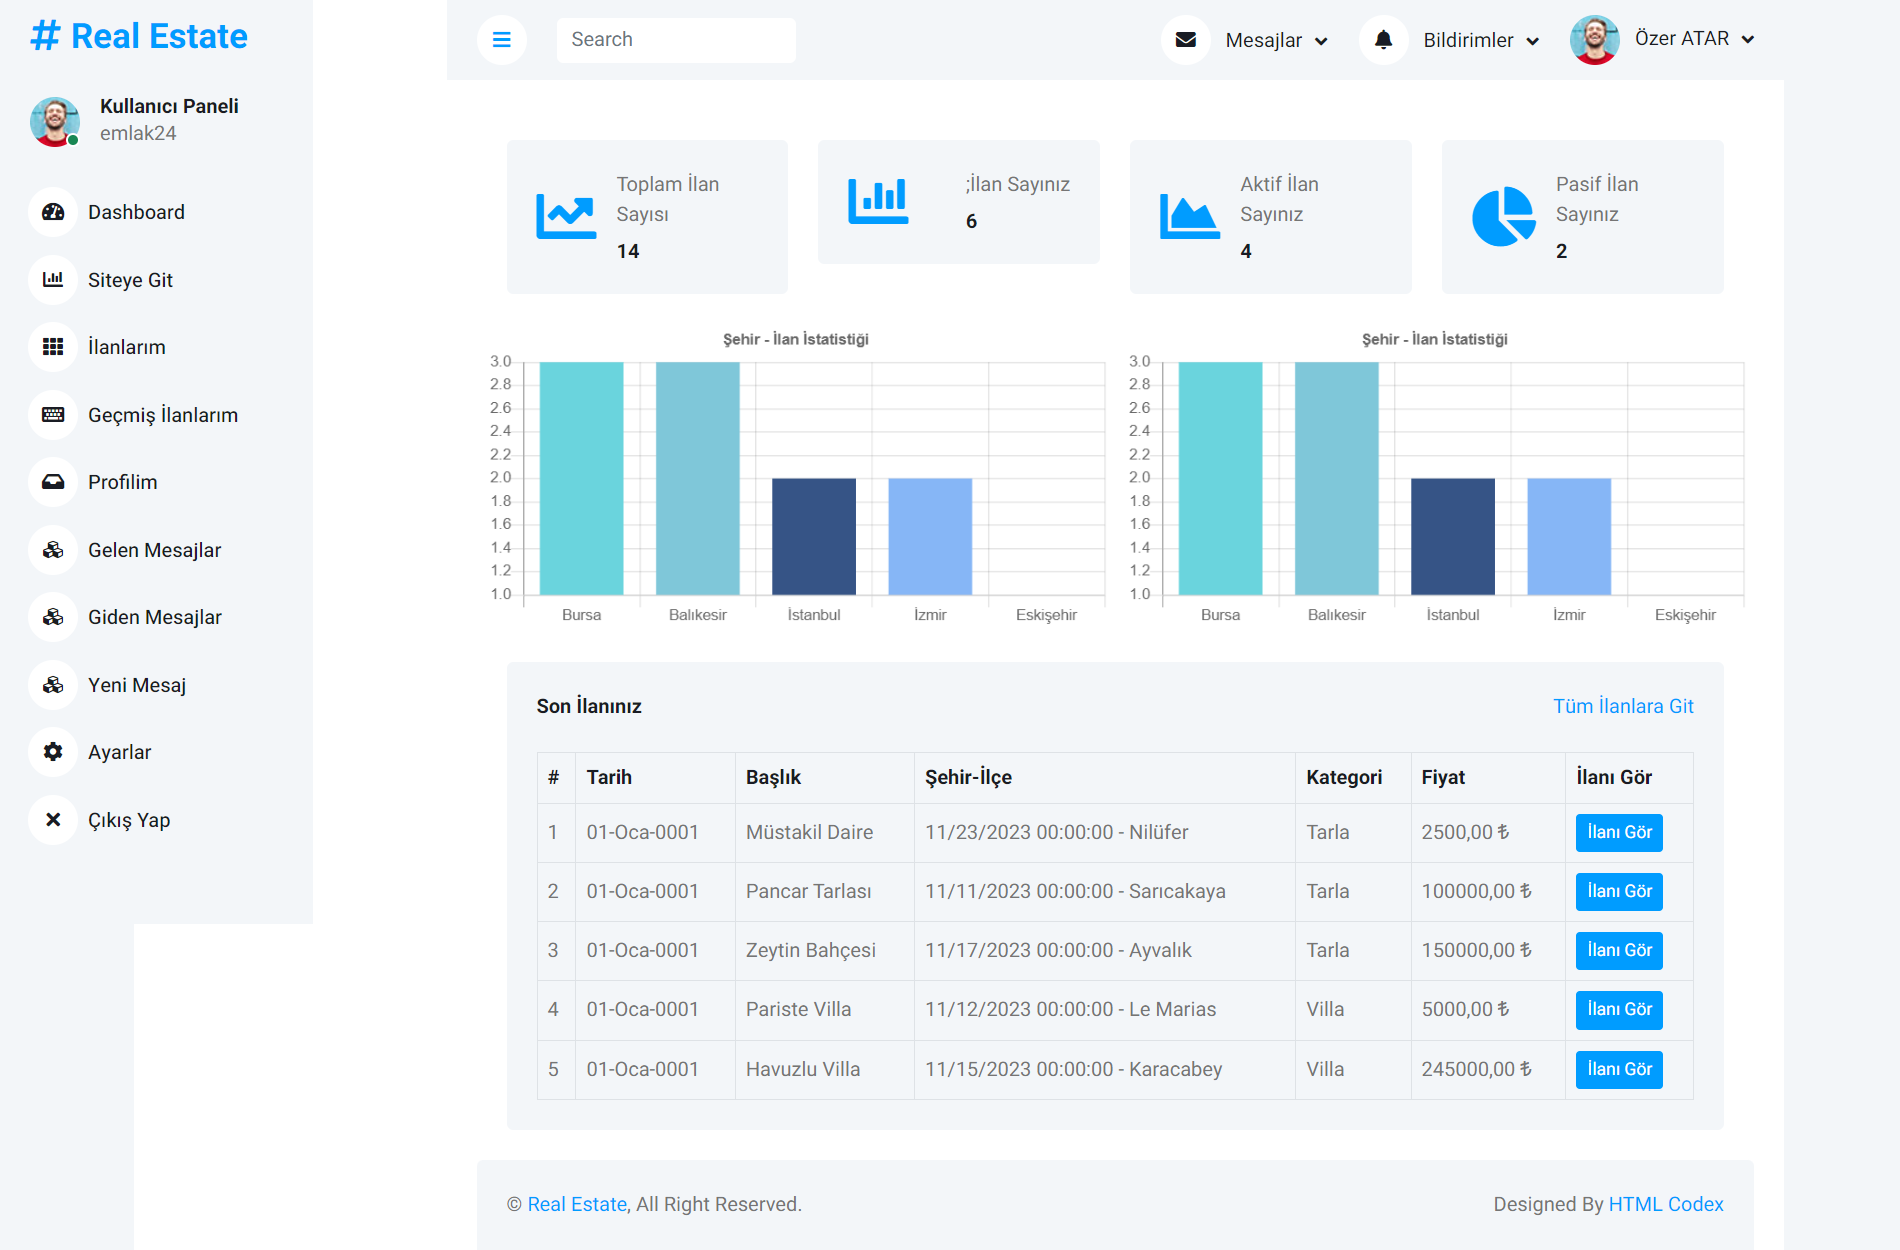 # Real Estate
Kullanıcı Paneli
emlak24
Dashboard
Siteye Git
İlanlarım
Geçmiş İlanlarım
Profilim
Gelen Mesajlar
Giden Mesajlar
Yeni Mesaj
Ayarlar
Çıkış Yap
Search
Mesajlar
Bildirimler
Özer ATAR
Toplam İlan
Sayısı
14
;İlan Sayınız
6
Aktif İlan
Sayınız
4
Pasif İlan
Sayınız
2
Şehir - İlan İstatistiği
3.0
2.8
2.6
2.4
2.2
2.0
1.8
1.6
1.4
1.2
1.0
Bursa Balıkesir İstanbul İzmir Eskişehir
Şehir - İlan İstatistiği
3.0
2.8
2.6
2.4
2.2
2.0
1.8
1.6
1.4
1.2
1.0
Bursa Balıkesir İstanbul İzmir Eskişehir
Son İlanınız
Tüm İlanlara Git
# Tarih Başlık Şehir-İlçe Kategori Fiyat İlanı Gör
1 01-Oca-0001 Müstakil Daire 11/23/2023 00:00:00 - Nilüfer Tarla 2500,00 ₺ İlanı Gör
2 01-Oca-0001 Pancar Tarlası 11/11/2023 00:00:00 - Sarıcakaya Tarla 100000,00 ₺ İlanı Gör
3 01-Oca-0001 Zeytin Bahçesi 11/17/2023 00:00:00 - Ayvalık Tarla 150000,00 ₺ İlanı Gör
4 01-Oca-0001 Pariste Villa 11/12/2023 00:00:00 - Le Marias Villa 5000,00 ₺ İlanı Gör
5 01-Oca-0001 Havuzlu Villa 11/15/2023 00:00:00 - Karacabey Villa 245000,00 ₺ İlanı Gör
© Real Estate, All Right Reserved.
Designed By HTML Codex